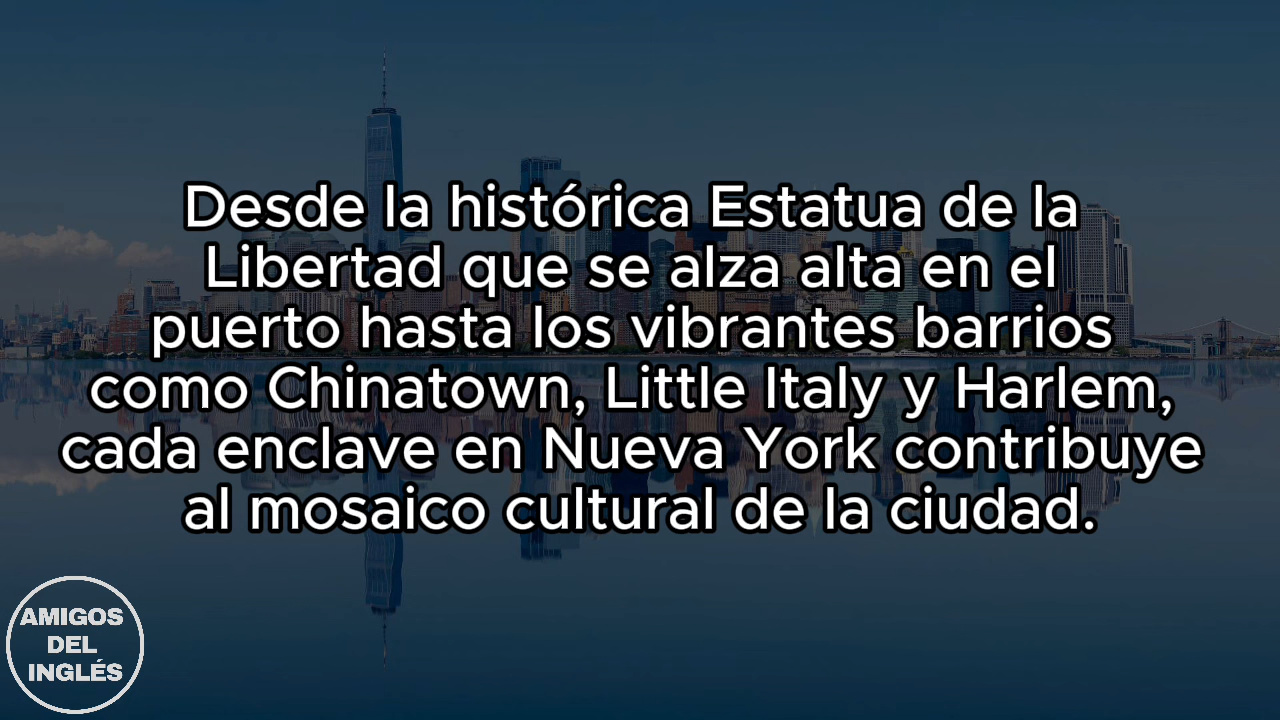 Desde la histórica Estatua de la
Libertad que se alza alta en el
puerto hasta los vibrantes barrios
como Chinatown, Little Italy y Harlem,
cada enclave en Nueva York contribuye
al mosaico cultural de la ciudad.
AMIGOS
DEL
INGLÉS